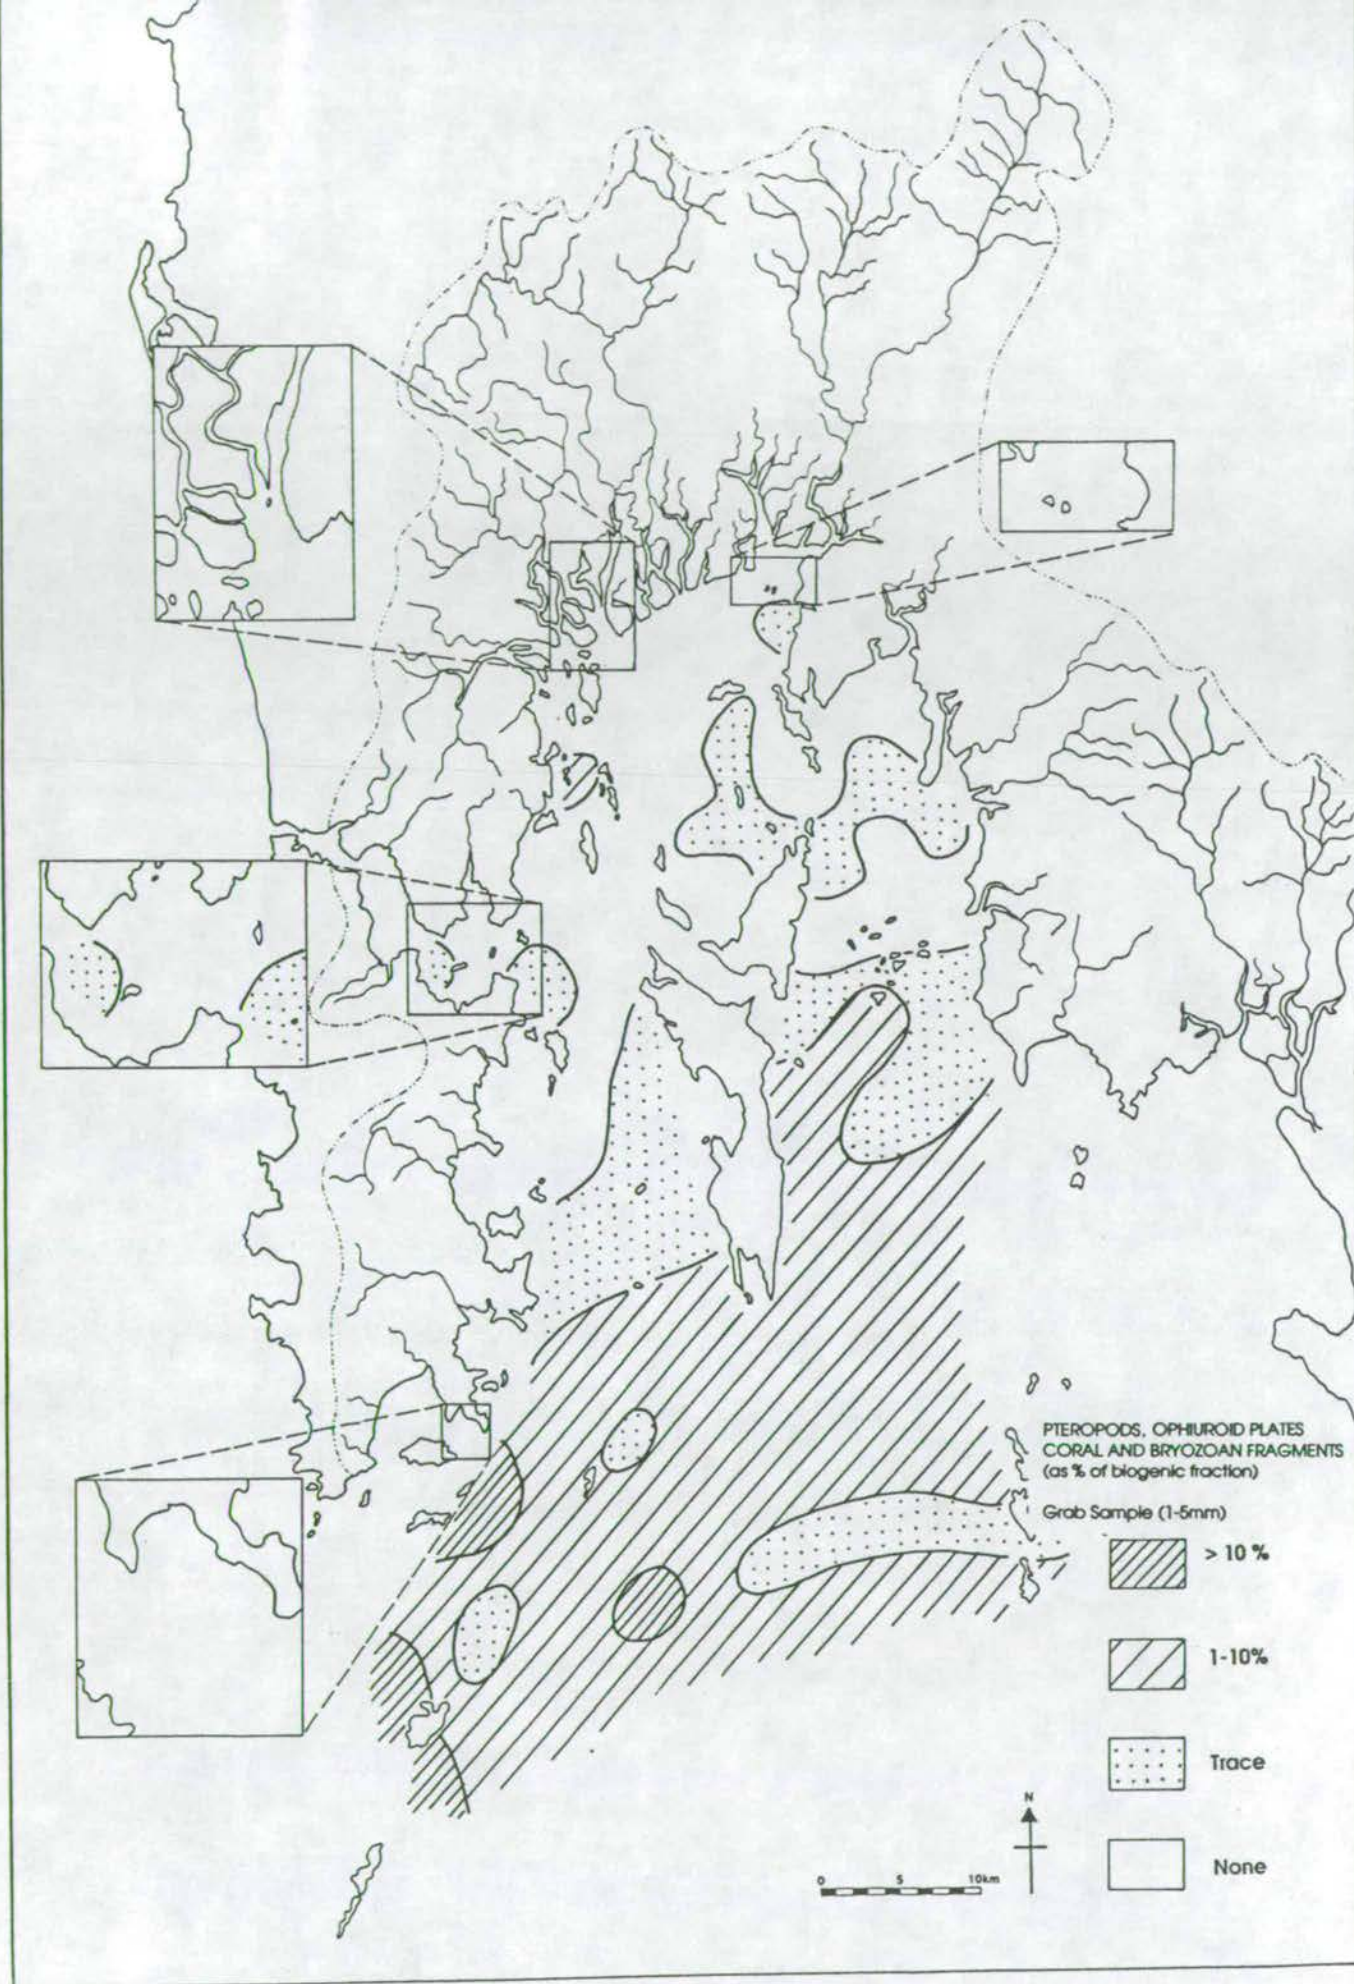 PTEROPODS, OPHIUROID PLATES
CORAL AND BRYOZOAN FRAGMENTS
(as % of biogenic fraction)
Grab Sample (1-5mm)
> 10 %
1-10%
Trace
None
N
0 5 10km